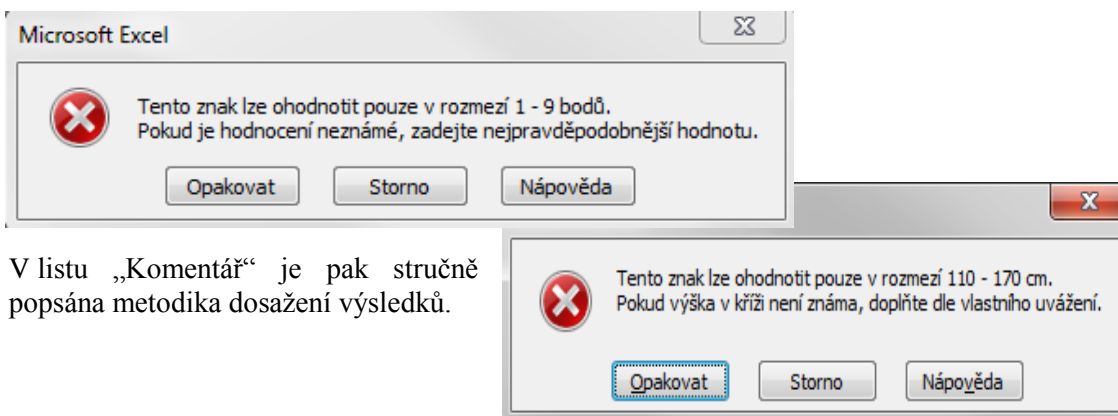 Microsoft Excel
Tento znak lze ohodnotit pouze v rozmezí 1 - 9 bodů.
Pokud je hodnocení neznámé, zadejte nejpravděpodobnější hodnotu.
Opakovat Storno Nápověda
V listu „Komentář“ je pak stručně
popsána metodika dosažení výsledků.
Tento znak lze ohodnotit pouze v rozmezí 110 - 170 cm.
Pokud výška v kříži není známa, doplňte dle vlastního uvážení.
Opakovat Storno Nápověda